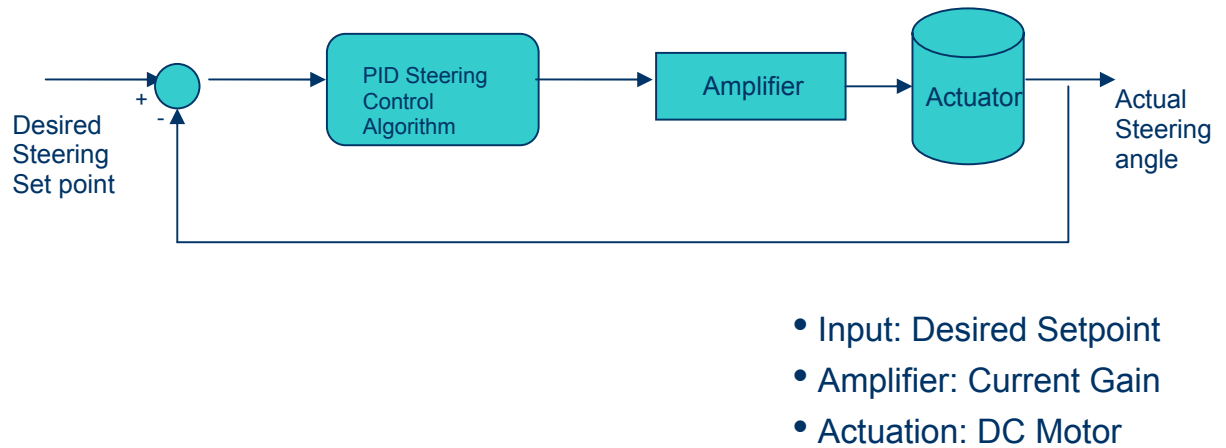 Desired
Steering
Set point
+
-
PID Steering
Control
Algorithm
Amplifier
Actuator
Actual
Steering
angle
• Input: Desired Setpoint
• Amplifier: Current Gain
• Actuation: DC Motor